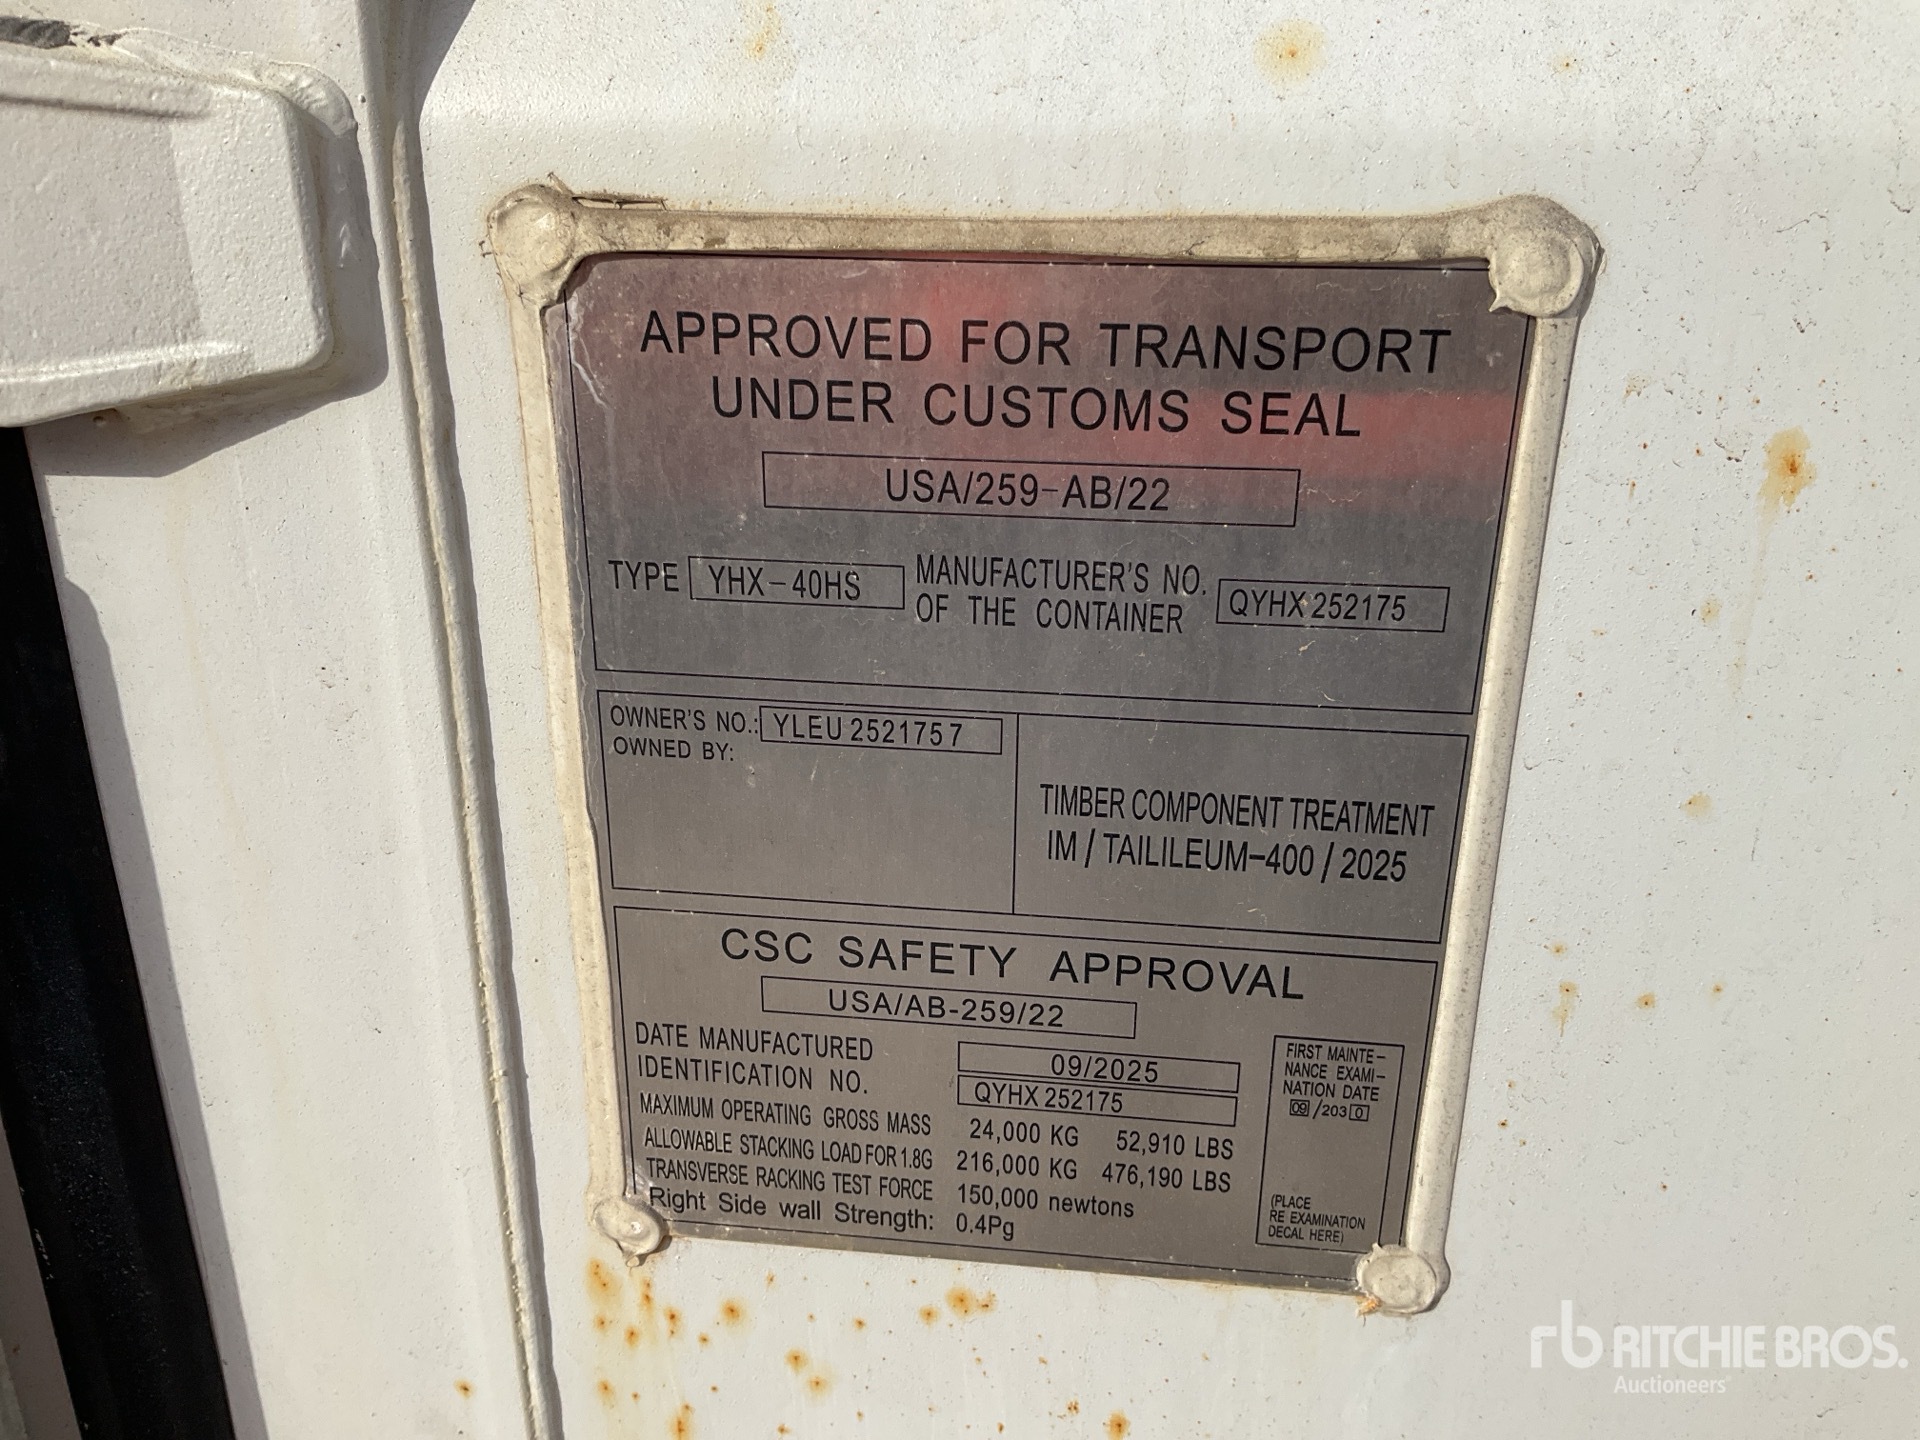 APPROVED FOR TRANSPORT
UNDER CUSTOMS SEAL
USA/259-AB/22
TYPE YHX-40HS
MANUFACTURER'S NO.
OF THE CONTAINER
QYHX 252175
OWNER'S NO.: YLEU 252175 7
OWNED BY:
TIMBER COMPONENT TREATMENT
IM / TAILILEUM-400 / 2025
CSC SAFETY APPROVAL
USA/AB-259/22
DATE MANUFACTURED 09/2025
IDENTIFICATION NO. QYHX 252175
MAXIMUM OPERATING GROSS MASS 24,000 KG 52,910 LBS
ALLOWABLE STACKING LOAD FOR 1.8G 216,000 KG 476,190 LBS
TRANSVERSE RACKING TEST FORCE 150,000 newtons
Right Side wall Strength: 0.4Pg
FIRST MAINTE-
NANCE EXAMI-
NATION DATE
09 /203 0
(PLACE
RE EXAMINATION
DECAL HERE)
rb RITCHIE BROS.
Auctioneers